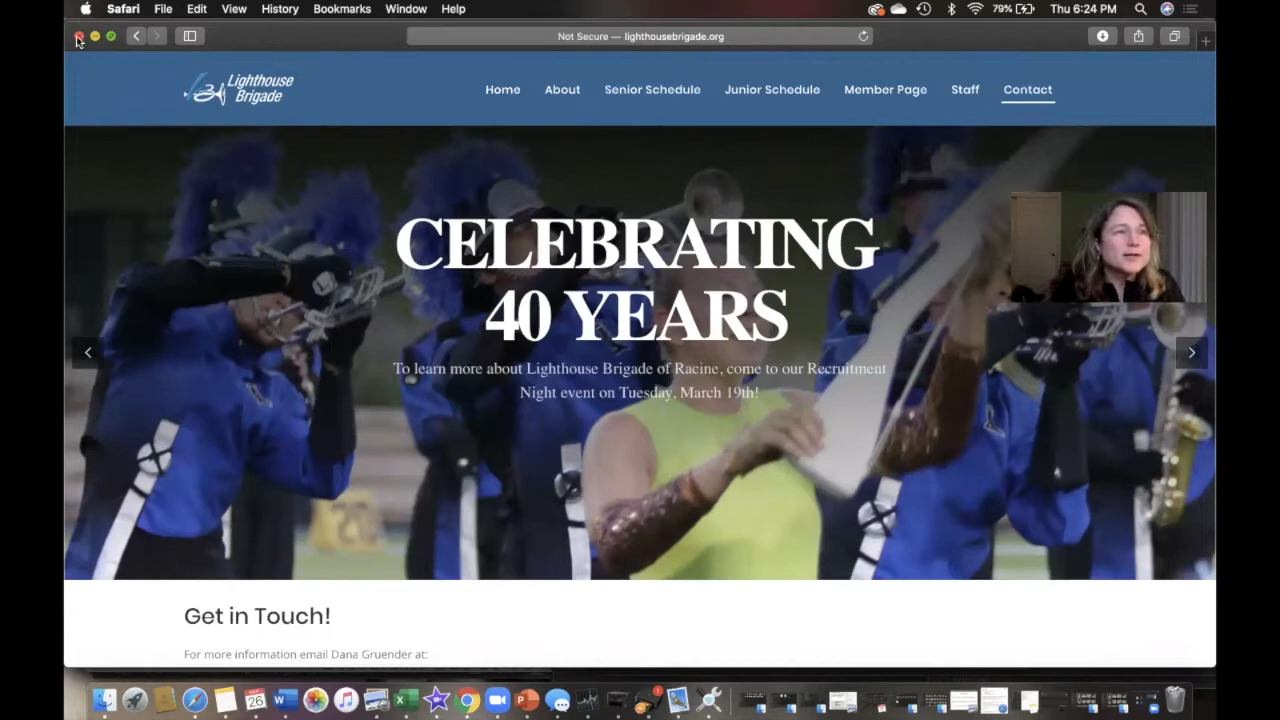 Safari File Edit View History Bookmarks Window Help 79% Thu 6:24 PM
Not Secure — lighthousebrigade.org
Lighthouse
Brigade
Home About Senior Schedule Junior Schedule Member Page Staff Contact
CELEBRATING
40 YEARS
To learn more about Lighthouse Brigade of Racine, come to our Recruitment
Night event on Tuesday, March 19th!
20
Get in Touch!
For more information email Dana Gruender at:
26